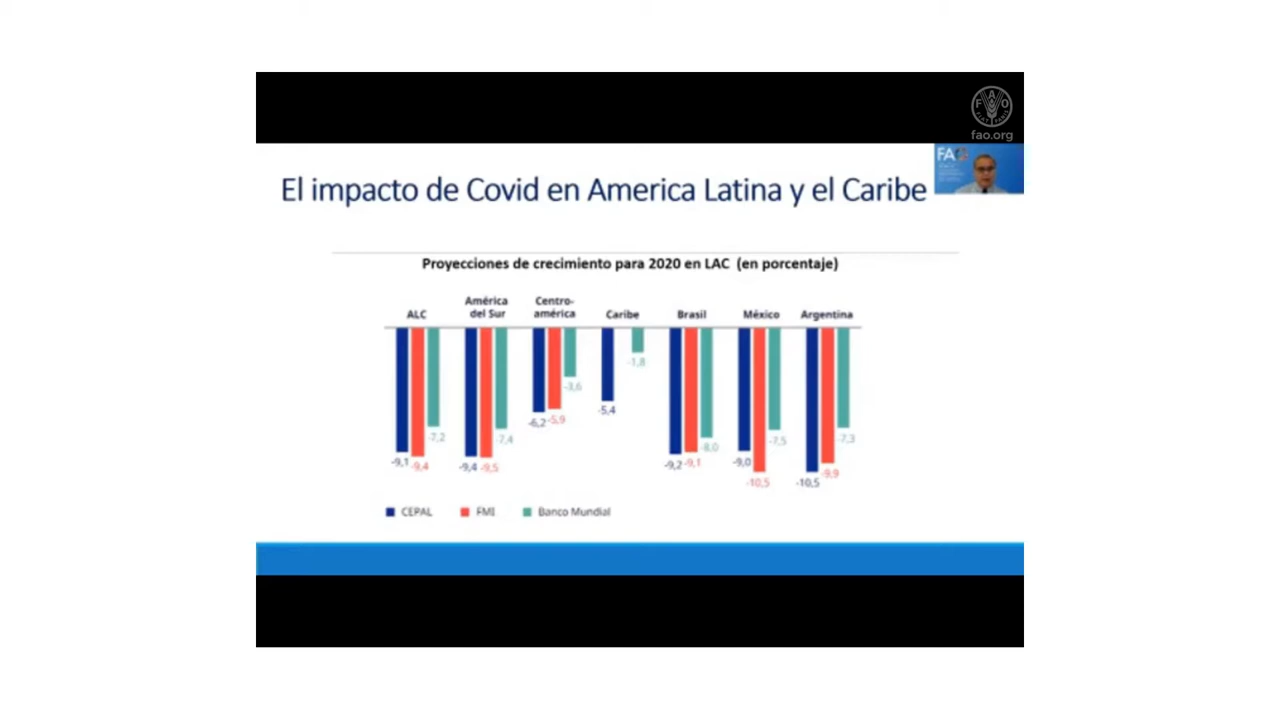 FAO
fao.org
FAO
El impacto de Covid en America Latina y el Caribe
Proyecciones de crecimiento para 2020 en LAC (en porcentaje)
ALC
América
del Sur
Centro-
américa
Caribe
Brasil
México
Argentina
-9,1 -9,4 -7,2
-9,4 -9,5 -7,4
-6,2 -5,9 -3,6
-5,4 -1,8
-9,2 -9,1 -8,0
-9,0 -10,5 -7,5
-10,5 -9,9 -7,3
CEPAL FMI Banco Mundial